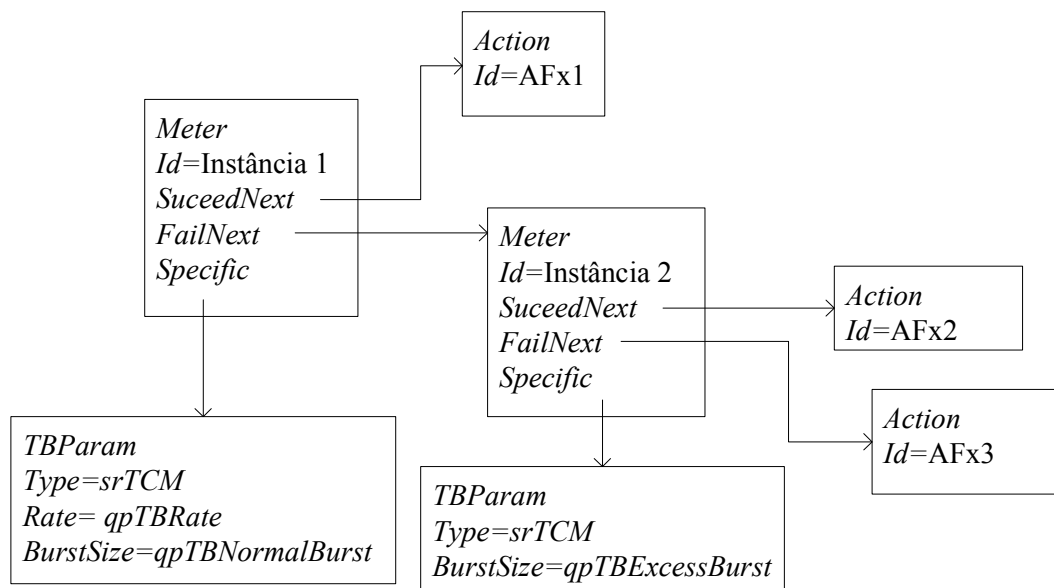 Action
Id=AFx1
Meter
Id=Instância 1
SuceedNext
FailNext
Specific
Meter
Id=Instância 2
SuceedNext
FailNext
Specific
Action
Id=AFx2
Action
Id=AFx3
TBParam
Type=srTCM
Rate= qpTBRate
BurstSize=qpTBNormalBurst
TBParam
Type=srTCM
BurstSize=qpTBExcessBurst